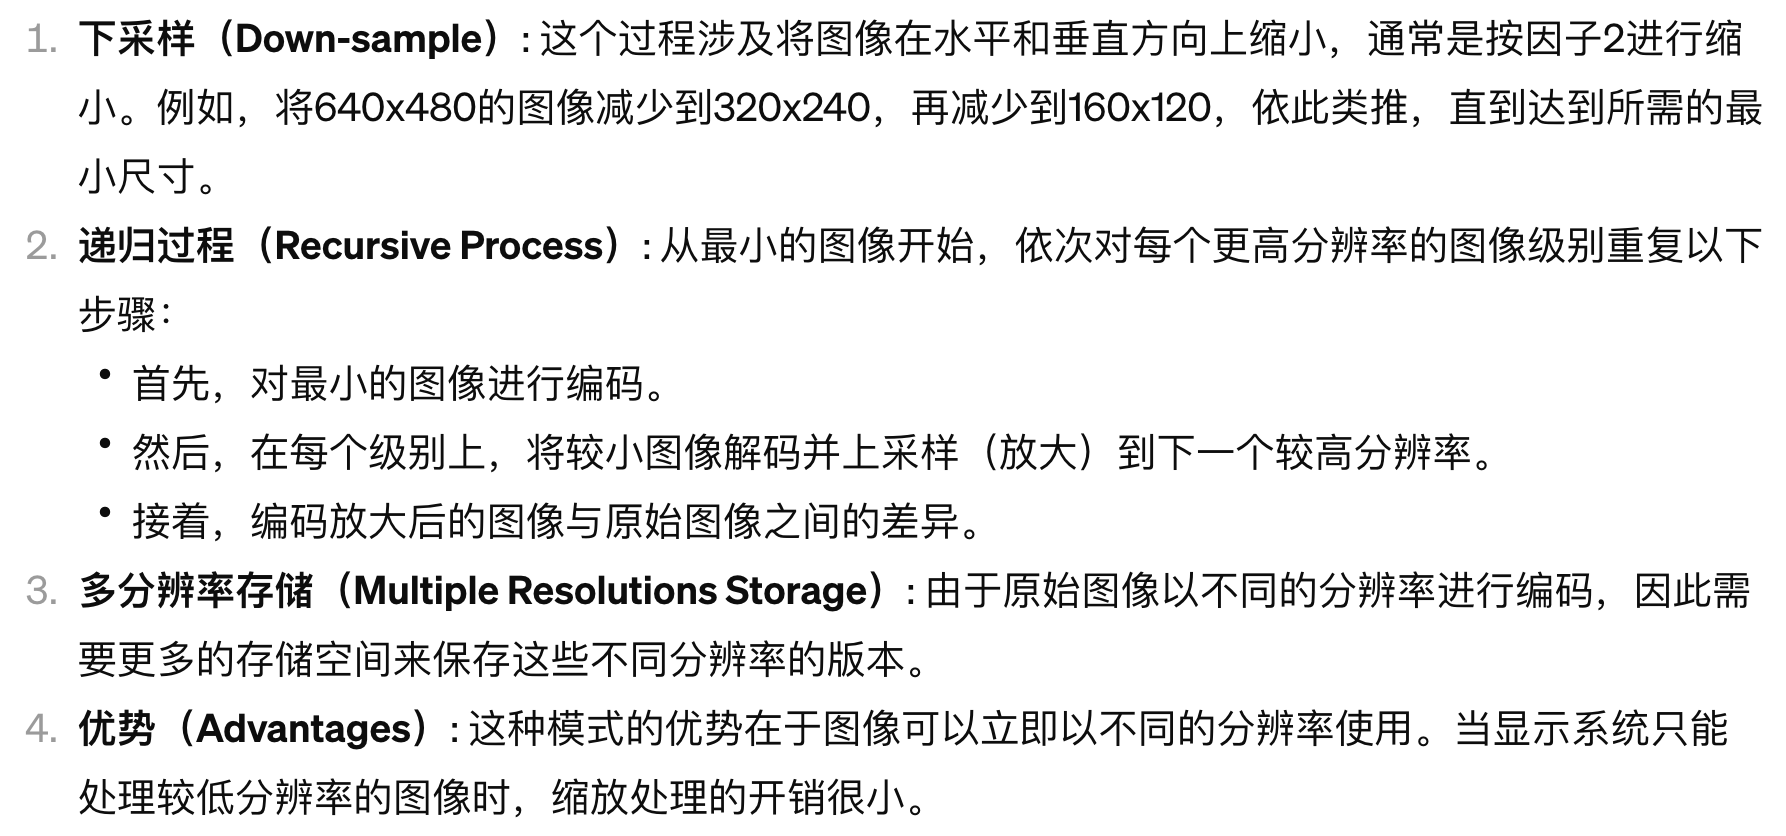 1. 下采样（Down-sample）: 这个过程涉及将图像在水平和垂直方向上缩小，通常是按因子2进行缩
小。例如，将640x480的图像减少到320x240，再减少到160x120，依此类推，直到达到所需的最
小尺寸。
2. 递归过程（Recursive Process）: 从最小的图像开始，依次对每个更高分辨率的图像级别重复以下
步骤：
• 首先，对最小的图像进行编码。
• 然后，在每个级别上，将较小图像解码并上采样（放大）到下一个较高分辨率。
• 接着，编码放大后的图像与原始图像之间的差异。
3. 多分辨率存储（Multiple Resolutions Storage）: 由于原始图像以不同的分辨率进行编码，因此需
要更多的存储空间来保存这些不同分辨率的版本。
4. 优势（Advantages）: 这种模式的优势在于图像可以立即以不同的分辨率使用。当显示系统只能
处理较低分辨率的图像时，缩放处理的开销很小。